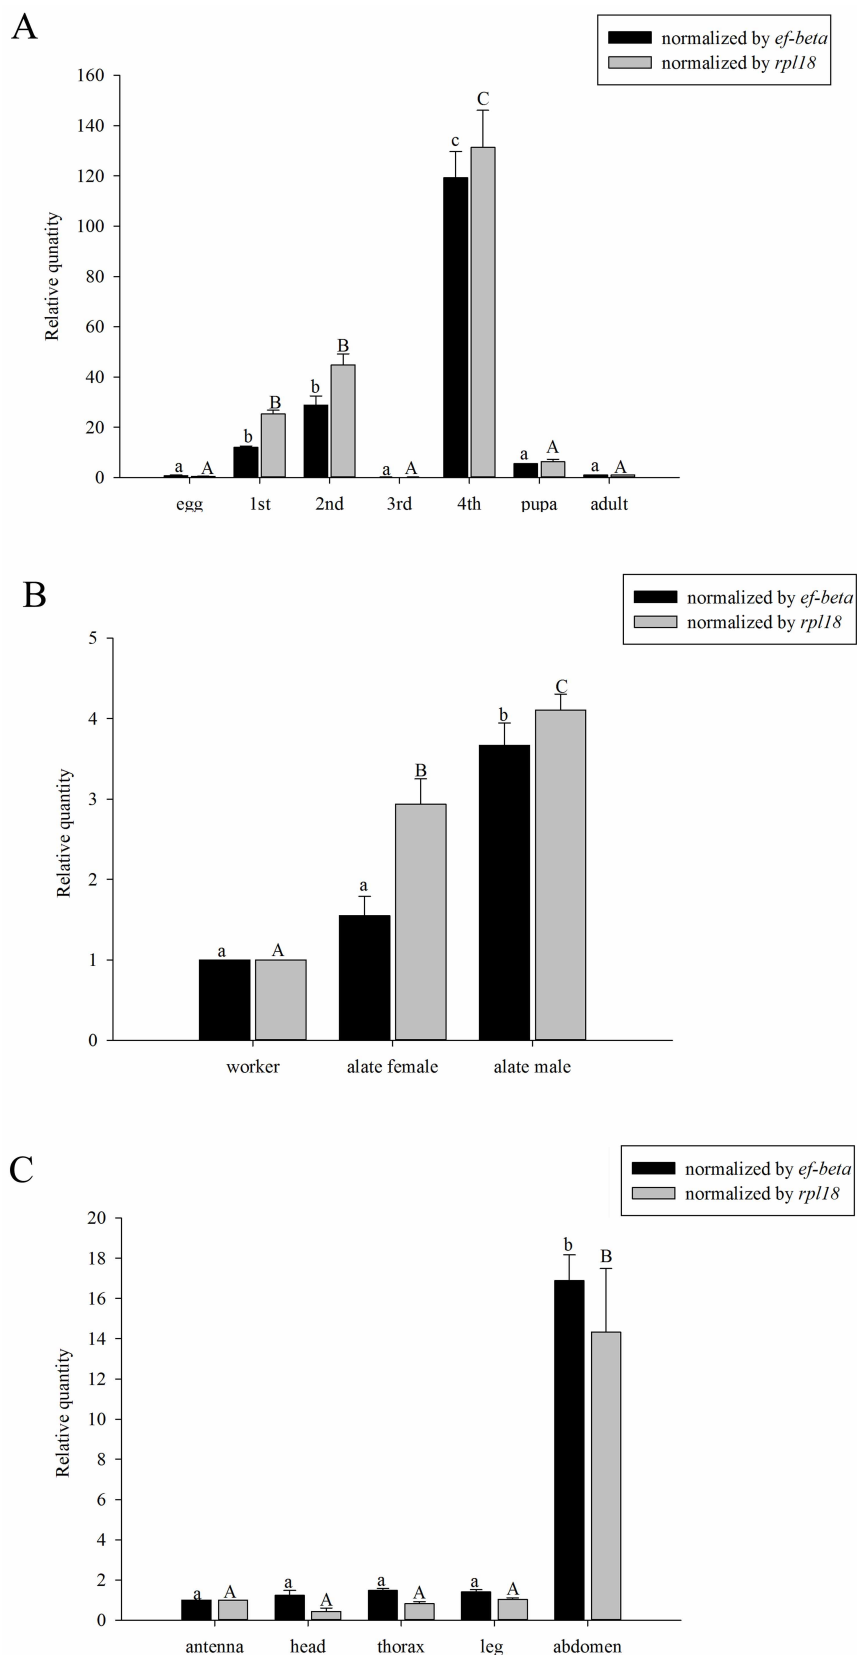 A
normalized by ef-beta
normalized by rpl18
160
140
120
100
80
60
40
20
0
Relative qunatity
a A
b B
b B
a A
c C
a A
a A
egg 1st 2nd 3rd 4th pupa adult
B
normalized by ef-beta
normalized by rpl18
5
4
3
2
1
0
Relative quantity
a A
a B
b C
worker alate female alate male
C
normalized by ef-beta
normalized by rpl18
20
18
16
14
12
10
8
6
4
2
0
Relative quantity
a A
a A
a A
a A
b B
antenna head thorax leg abdomen